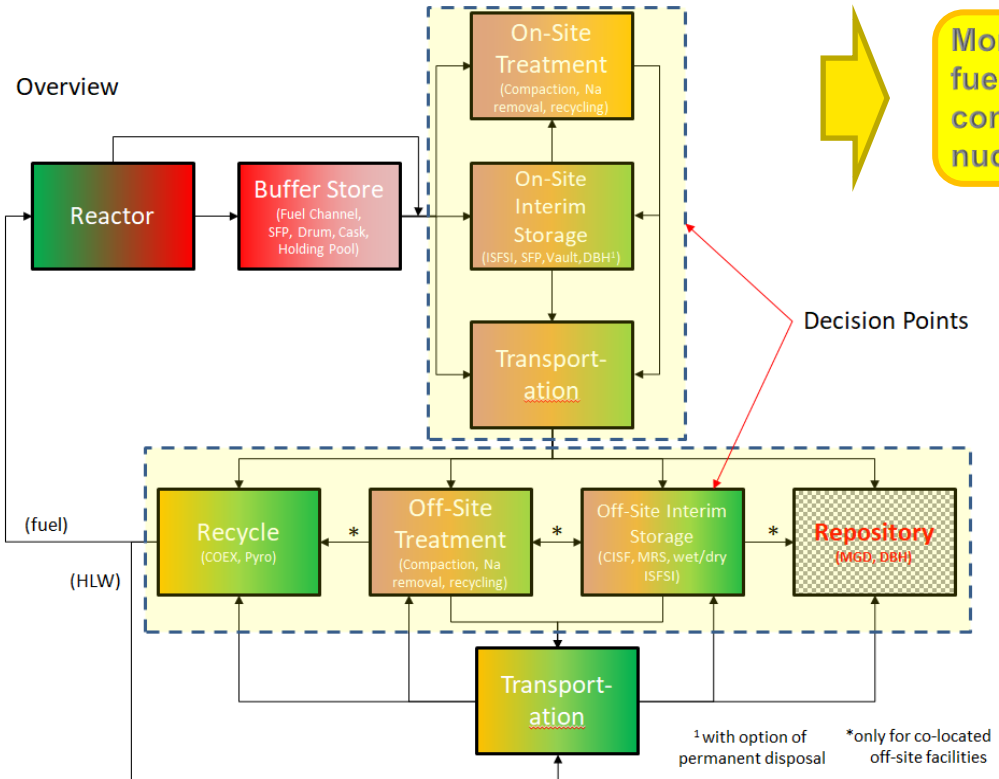 Overview
On-Site
Treatment
(Compaction, Na
removal, recycling)
Reactor
Buffer Store
(Fuel Channel,
SFP, Drum, Cask,
Holding Pool)
On-Site
Interim
Storage
(ISFSI, SFP,Vault,DBH¹)
Transport-
ation
Decision Points
fue
con
nuc
(fuel)
(HLW)
Recycle
(COEX, Pyro)
*
Off-Site
Treatment
(Compaction, Na
removal, recycling)
*
Off-Site Interim
Storage
(CISF, MRS, wet/dry
ISFSI)
*
Repository
(MGD, DBH)
Transport-
ation
¹ with option of
permanent disposal
*only for co-located
off-site facilities